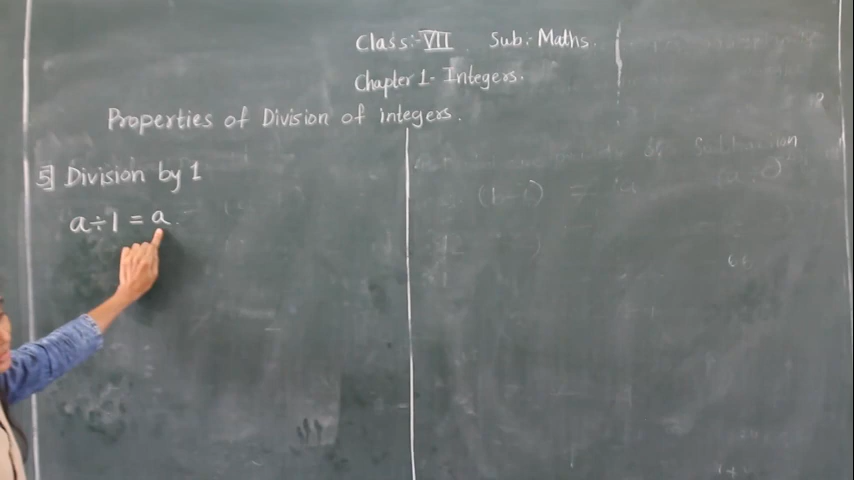 Class:- VII Sub:- Maths.
Chapter 1- Integers.
Properties of Division of integers.
5] Division by 1
a÷1 = a.